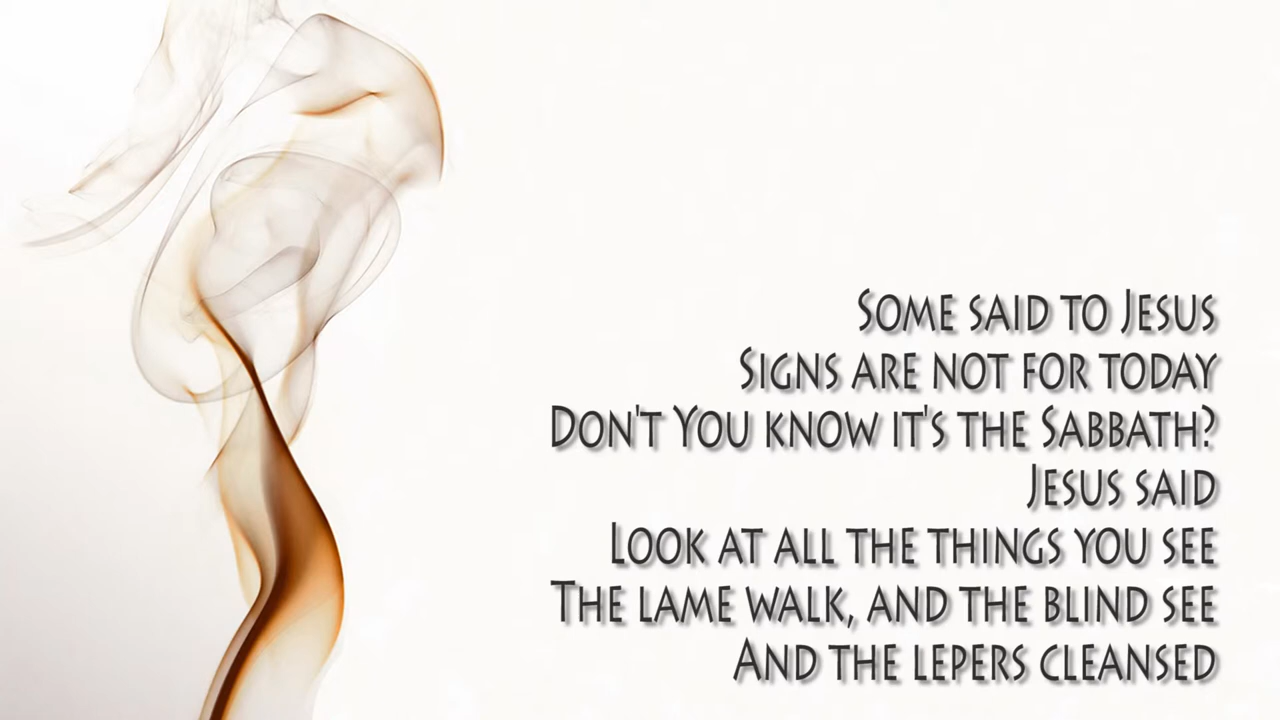 Some said to Jesus
Signs are not for today
Don't You know it's the Sabbath?
Jesus said
Look at all the things you see
The lame walk, and the blind see
And the lepers cleansed